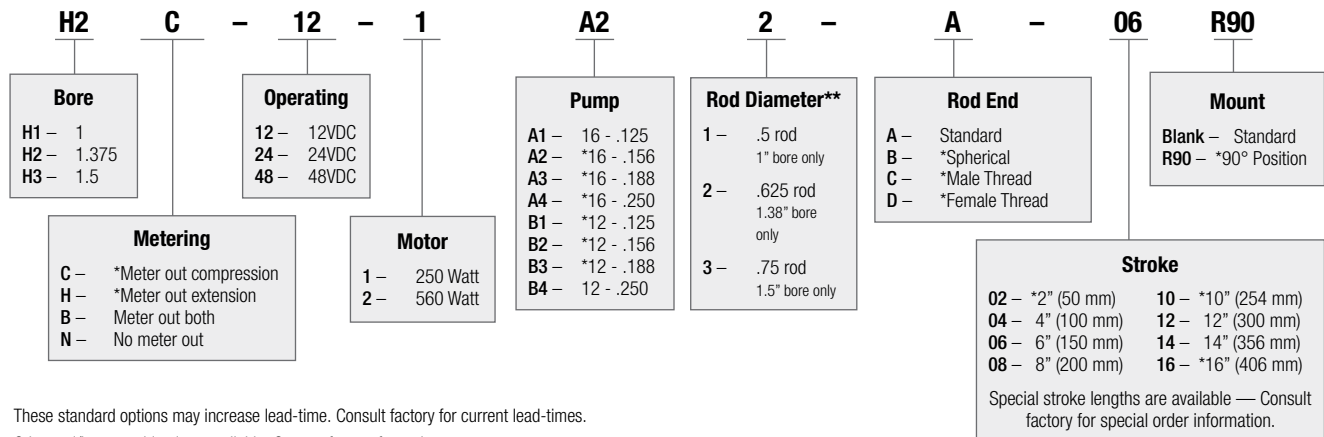 H2 C – 12 – 1 A2 2 – A – 06 R90
Bore
H1 – 1
H2 – 1.375
H3 – 1.5
Operating
12 – 12VDC
24 – 24VDC
48 – 48VDC
Pump
A1 – 16 - .125
A2 – *16 - .156
A3 – *16 - .188
A4 – *16 - .250
B1 – *12 - .125
B2 – *12 - .156
B3 – *12 - .188
B4 – 12 - .250
Rod Diameter**
1 – .5 rod
1" bore only
2 – .625 rod
1.38" bore
only
3 – .75 rod
1.5" bore only
Rod End
A – Standard
B – *Spherical
C – *Male Thread
D – *Female Thread
Mount
Blank – Standard
R90 – *90° Position
Metering
C – *Meter out compression
H – *Meter out extension
B – Meter out both
N – No meter out
Motor
1 – 250 Watt
2 – 560 Watt
Stroke
02 – *2” (50 mm) 10 – *10” (254 mm)
04 – 4” (100 mm) 12 – 12” (300 mm)
06 – 6” (150 mm) 14 – 14” (356 mm)
08 – 8” (200 mm) 16 – *16” (406 mm)
Special stroke lengths are available — Consult
factory for special order information.
These standard options may increase lead-time. Consult factory for current lead-times.